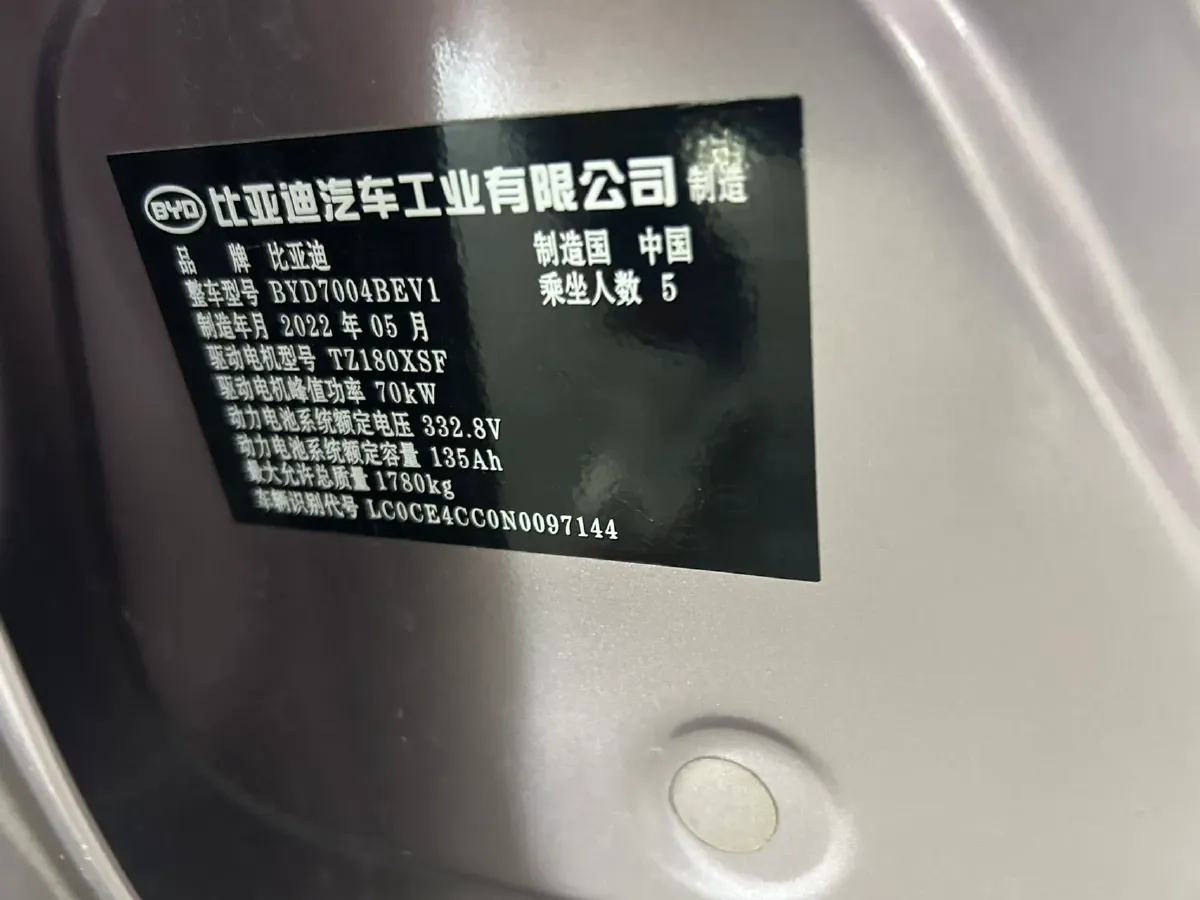 BYD 比亚迪汽车工业有限公司 制造
品 牌 比亚迪 制造国 中国
整车型号 BYD7004BEV1 乘坐人数 5
制造年月 2022 年 05 月
驱动电机型号 TZ180XSF
驱动电机峰值功率 70kW
动力电池系统额定电压 332.8V
动力电池系统额定容量 135Ah
最大允许总质量 1780kg
车辆识别代号 LC0CE4CC0N0097144